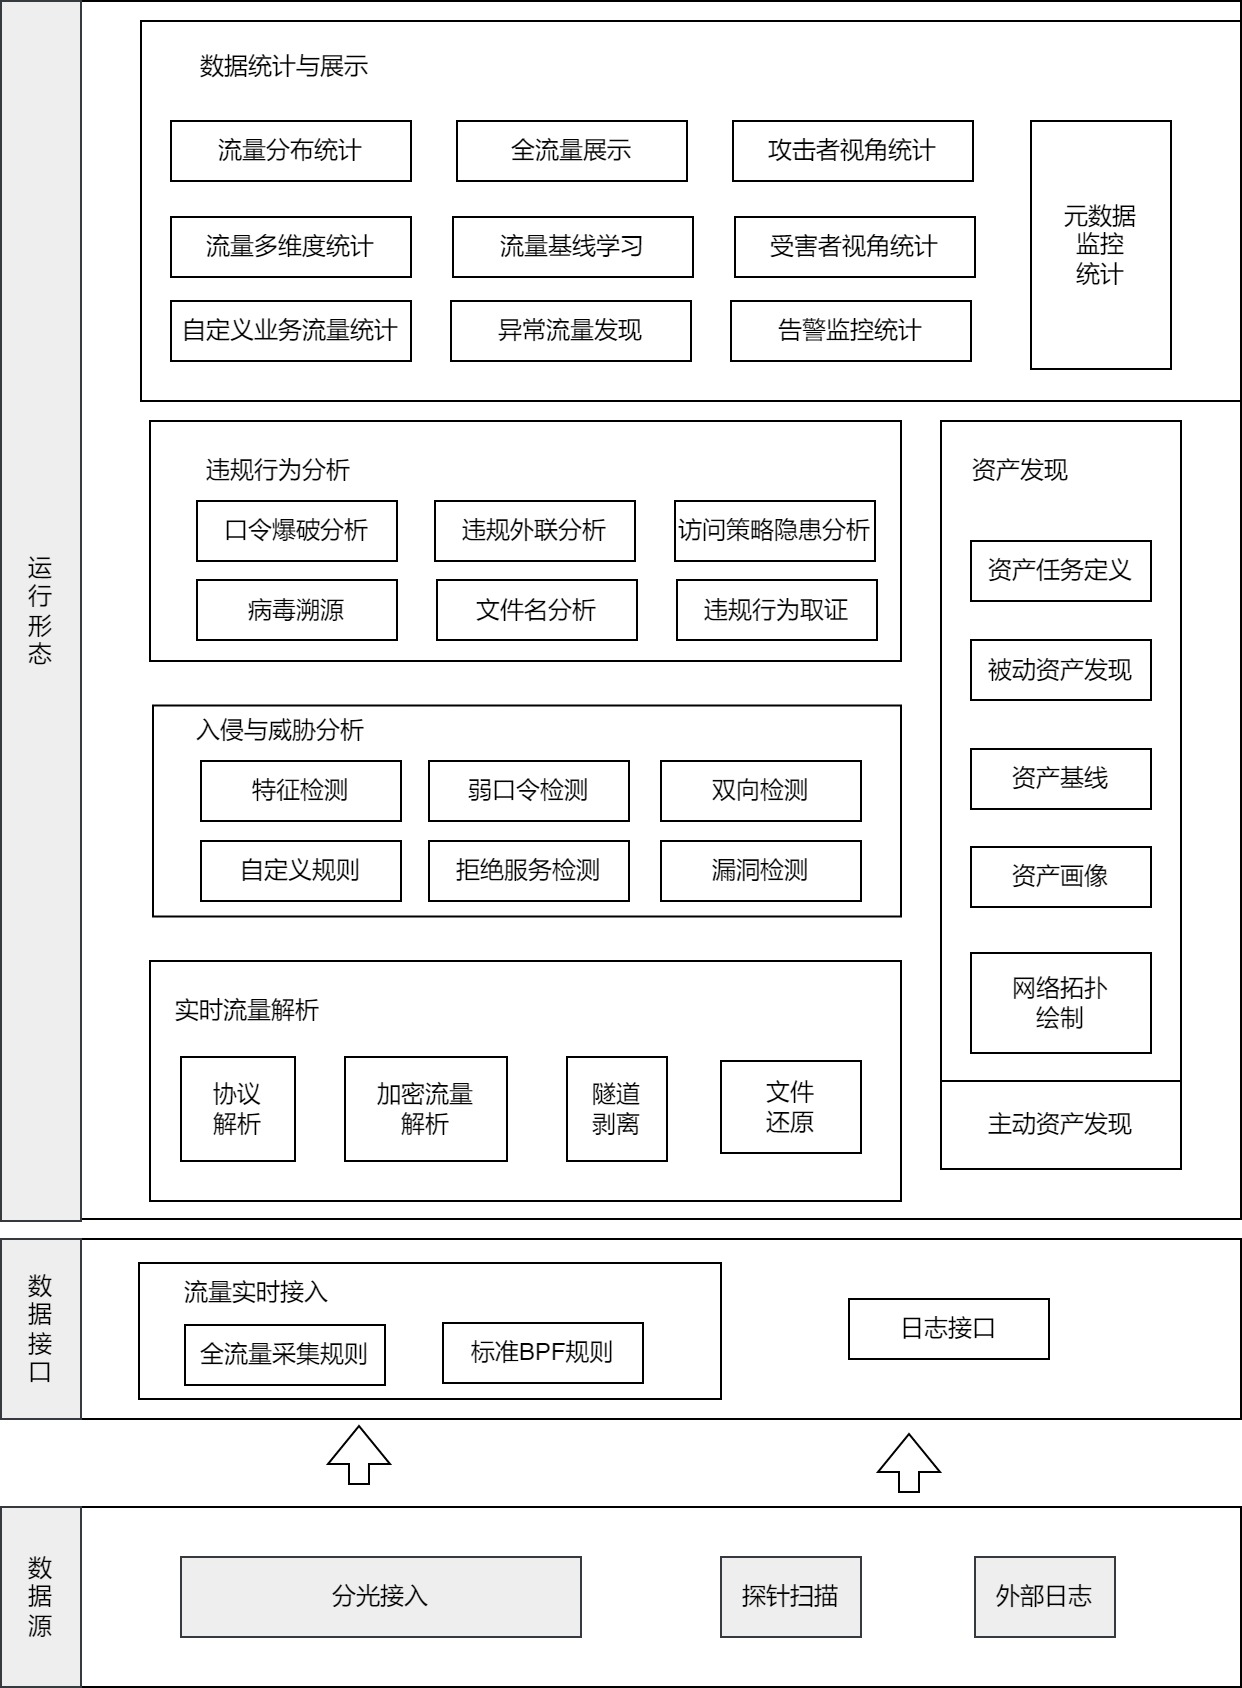 运
行
形
态
数据统计与展示
流量分布统计
全流量展示
攻击者视角统计
元数据
监控
统计
流量多维度统计
流量基线学习
受害者视角统计
自定义业务流量统计
异常流量发现
告警监控统计
违规行为分析
口令爆破分析
违规外联分析
访问策略隐患分析
病毒溯源
文件名分析
违规行为取证
入侵与威胁分析
特征检测
弱口令检测
双向检测
自定义规则
拒绝服务检测
漏洞检测
实时流量解析
协议
解析
加密流量
解析
隧道
剥离
文件
还原
资产发现
资产任务定义
被动资产发现
资产基线
资产画像
网络拓扑
绘制
主动资产发现
数
据
接
口
流量实时接入
全流量采集规则
标准BPF规则
日志接口
数
据
源
分光接入
探针扫描
外部日志